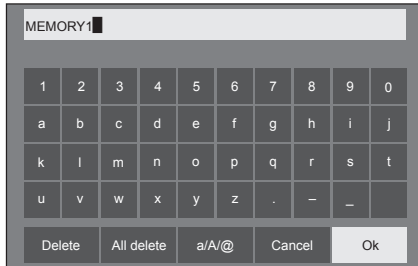 MEMORY1
1 2 3 4 5 6 7 8 9 0
a b c d e f g h i j
k l m n o p q r s t
u v w x y z . – _
Delete All delete a/A/@ Cancel Ok